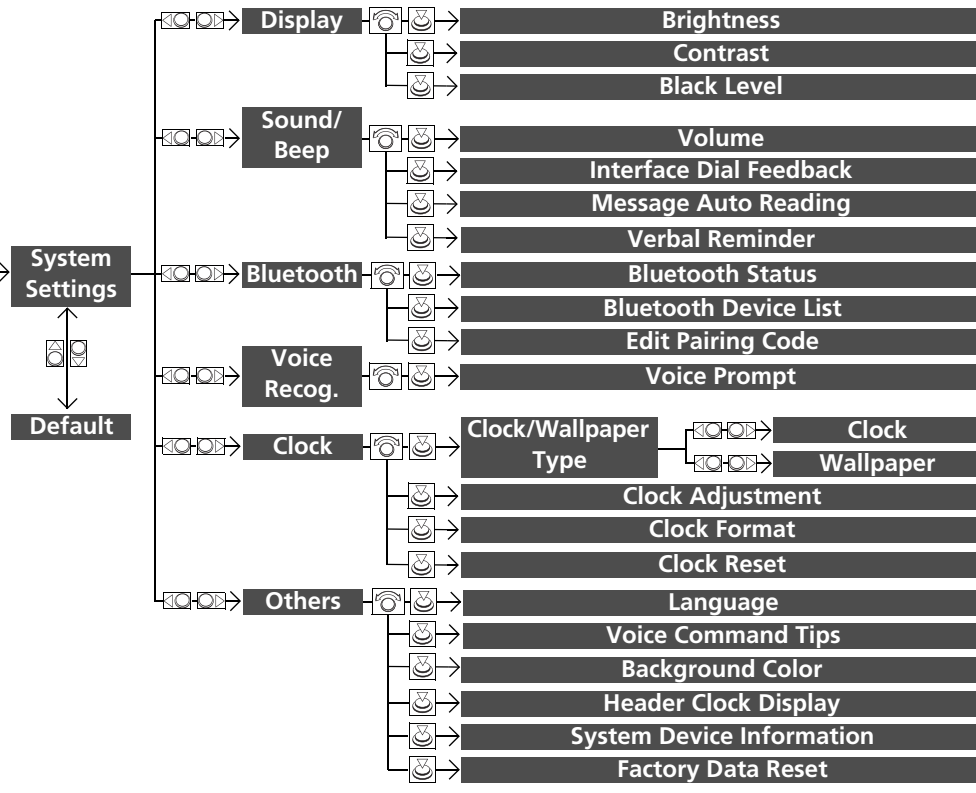 Display
Brightness
Contrast
Black Level
Sound/
Beep
Volume
Interface Dial Feedback
Message Auto Reading
Verbal Reminder
System
Settings
Bluetooth
Bluetooth Status
Bluetooth Device List
Edit Pairing Code
Voice
Recog.
Voice Prompt
Default
Clock
Clock/Wallpaper
Type
Clock
Wallpaper
Clock Adjustment
Clock Format
Clock Reset
Others
Language
Voice Command Tips
Background Color
Header Clock Display
System Device Information
Factory Data Reset